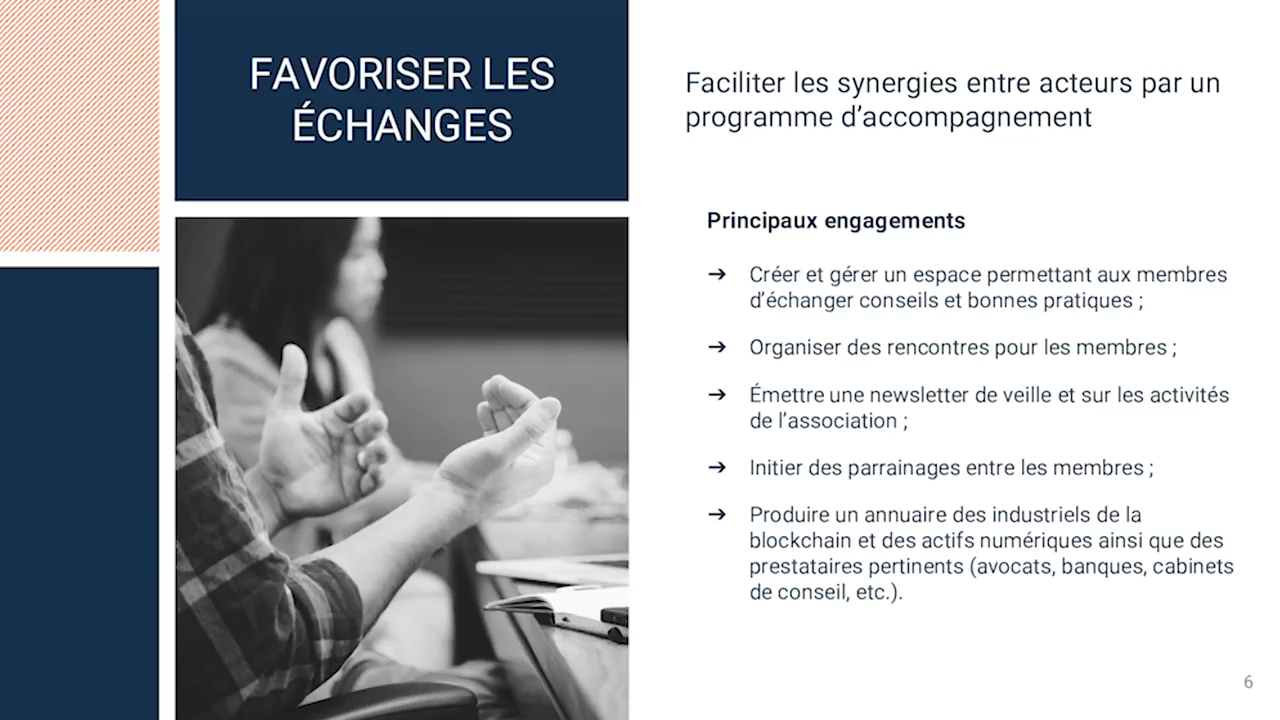 FAVORISER LES
ÉCHANGES
Faciliter les synergies entre acteurs par un
programme d’accompagnement
Principaux engagements
➔ Créer et gérer un espace permettant aux membres
d’échanger conseils et bonnes pratiques ;
➔ Organiser des rencontres pour les membres ;
➔ Émettre une newsletter de veille et sur les activités
de l’association ;
➔ Initier des parrainages entre les membres ;
➔ Produire un annuaire des industriels de la
blockchain et des actifs numériques ainsi que des
prestataires pertinents (avocats, banques, cabinets
de conseil, etc.).
6